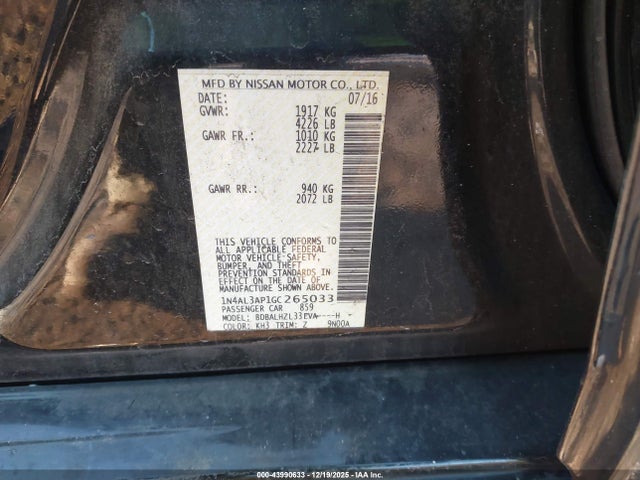 MFD BY NISSAN MOTOR CO., LTD.
DATE: 07/16
GVWR: 1917 KG
4226 LB
GAWR FR.: 1010 KG
2227 LB
GAWR RR.: 940 KG
2072 LB
THIS VEHICLE CONFORMS TO
ALL APPLICABLE FEDERAL
MOTOR VEHICLE SAFETY,
BUMPER, AND THEFT
PREVENTION STANDARDS IN
EFFECT ON THE DATE OF
MANUFACTURE SHOWN ABOVE.
1N4AL3AP1GC265033
PASSENGER CAR 859
MODEL: BDBALHZL33EVA----H
COLOR: KH3 TRIM: Z 9N00A
000-43990633 - 12/19/2025 - IAA Inc.